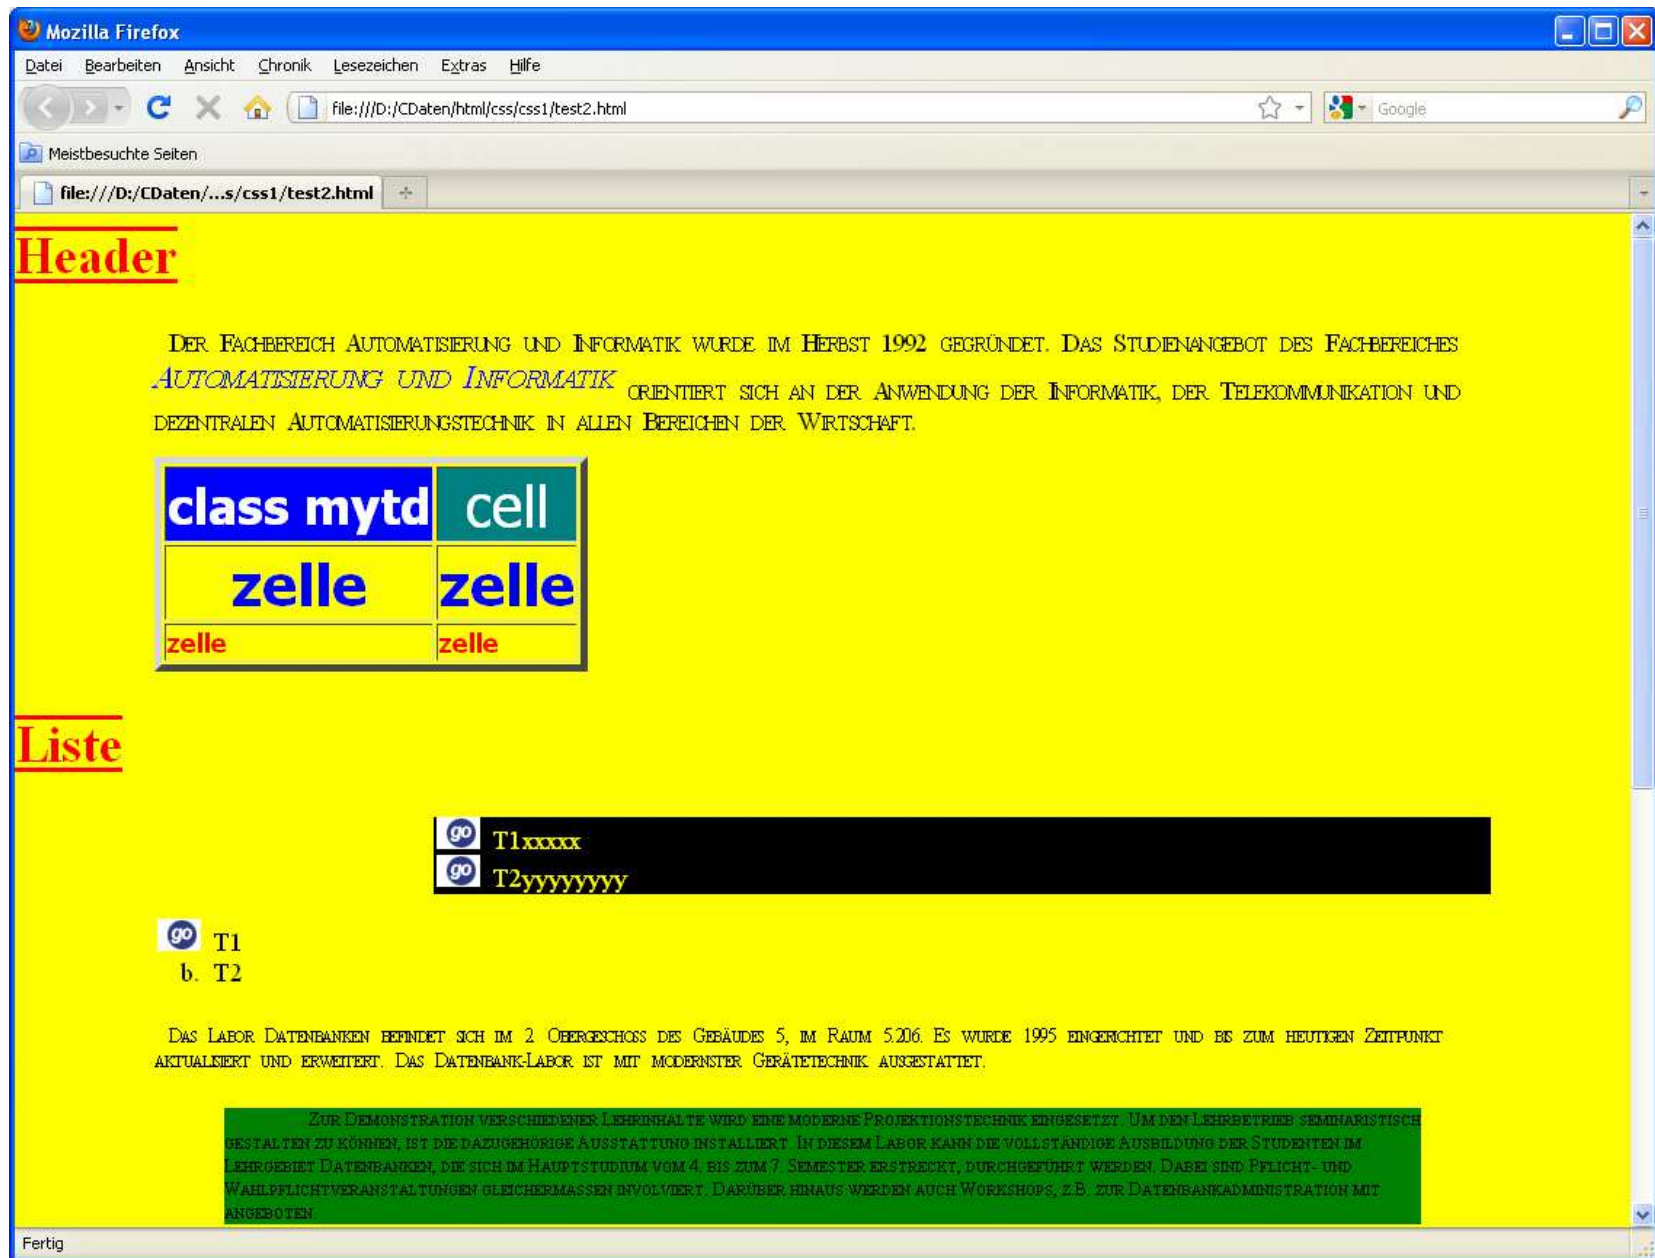 Mozilla Firefox
Datei Bearbeiten Ansicht Chronik Lesezeichen Extras Hilfe
file:///D:/CDaten/html/css/css1/test2.html Google
Meistbesuchte Seiten
file:///D:/CDaten/...s/css1/test2.html
Header
Der Fachbereich Automatisierung und Informatik wurde im Herbst 1992 gegründet. Das Studienangebot des Fachbereiches
Automatisierung und Informatik orientiert sich an der Anwendung der Informatik, der Telekommunikation und
dezentralen Automatisierungstechnik in allen Bereichen der Wirtschaft.
class mytd cell
zelle zelle
zelle zelle
Liste
go T1xxxxx
go T2yyyyyyyy
go T1
b. T2
Das Labor Datenbanken befindet sich im 2 Obergeschoss des Gebäudes 5, im Raum 5.206. Es wurde 1995 eingerichtet und bis zum heutigen Zeitpunkt
aktualisiert und erweitert. Das Datenbank-Labor ist mit modernster Gerätetechnik ausgestattet.
Zur Demonstration verschiedener Lehrinhalte wird eine moderne Projektionstechnik eingesetzt. Um den Lehrbetrieb seminaristisch
gestalten zu können, ist die dazugehörige Ausstattung installiert. In diesem Labor kann die vollständige Ausbildung der Studenten im
Lehrgebiet Datenbanken, die sich im Hauptstudium vom 4. bis zum 7. Semester erstreckt, durchgeführt werden. Dabei sind Pflicht- und
Wahlpflichtveranstaltungen gleichermassen involviert. Darüber hinaus werden auch Workshops, z.B. zur Datenbankadministration mit
angeboten.
Fertig